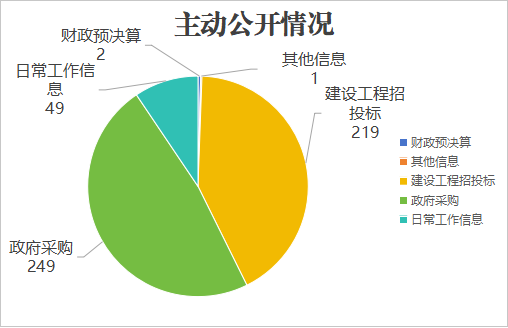 主动公开情况
财政预决算
2
其他信息
1
日常工作信
息
49
建设工程招
投标
219
政府采购
249
财政预决算
其他信息
建设工程招投标
政府采购
日常工作信息